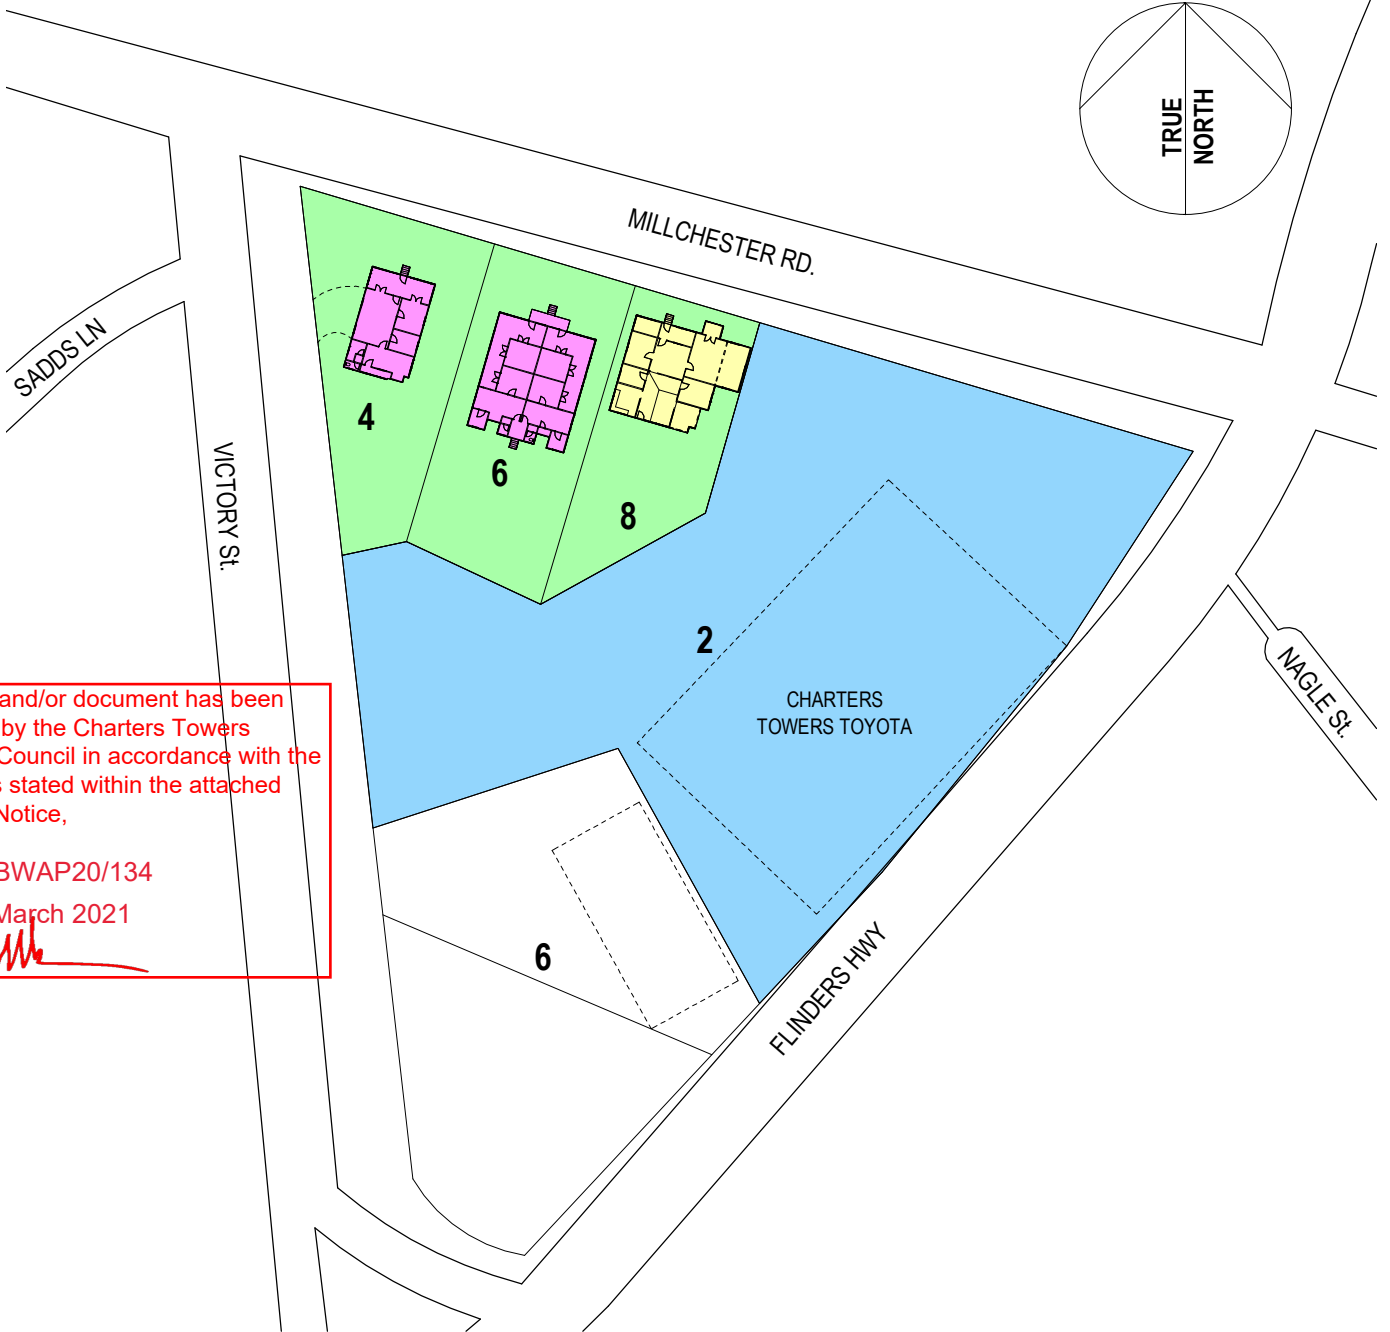 TRUE
NORTH
MILLCHESTER RD.
SADDS LN
VICTORY St.
4
6
8
2
CHARTERS
TOWERS TOYOTA
NAGLE St.
and/or document has been
by the Charters Towers
Council in accordance with the
s stated within the attached
Notice,
BWAP20/134
March 2021
6
FLINDERS HWY